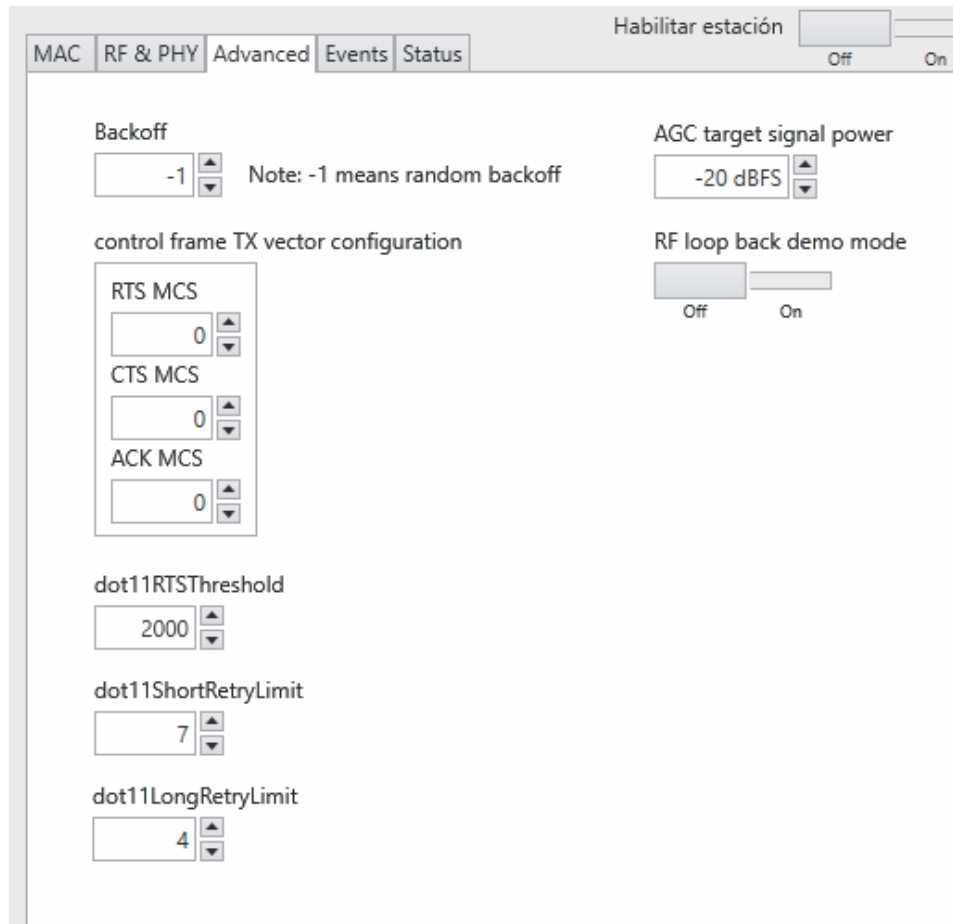 Habilitar estación
Off On
MAC RF & PHY Advanced Events Status
Backoff
-1 Note: -1 means random backoff
AGC target signal power
-20 dBFS
control frame TX vector configuration
RTS MCS
0
CTS MCS
0
ACK MCS
0
RF loop back demo mode
Off On
dot11RTSThreshold
2000
dot11ShortRetryLimit
7
dot11LongRetryLimit
4